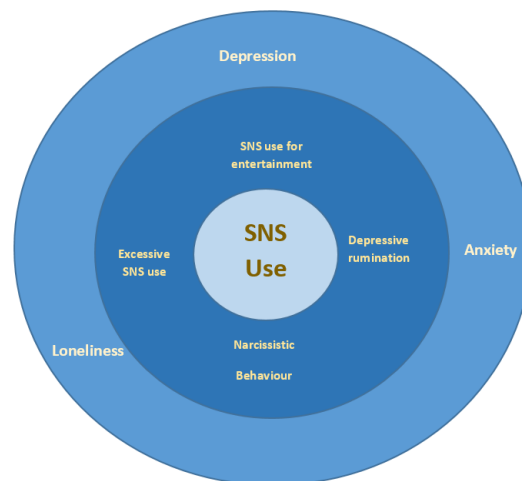 Depression
SNS use for
entertainment
SNS
Use
Excessive
SNS use
Depressive
rumination
Anxiety
Loneliness
Narcissistic
Behaviour